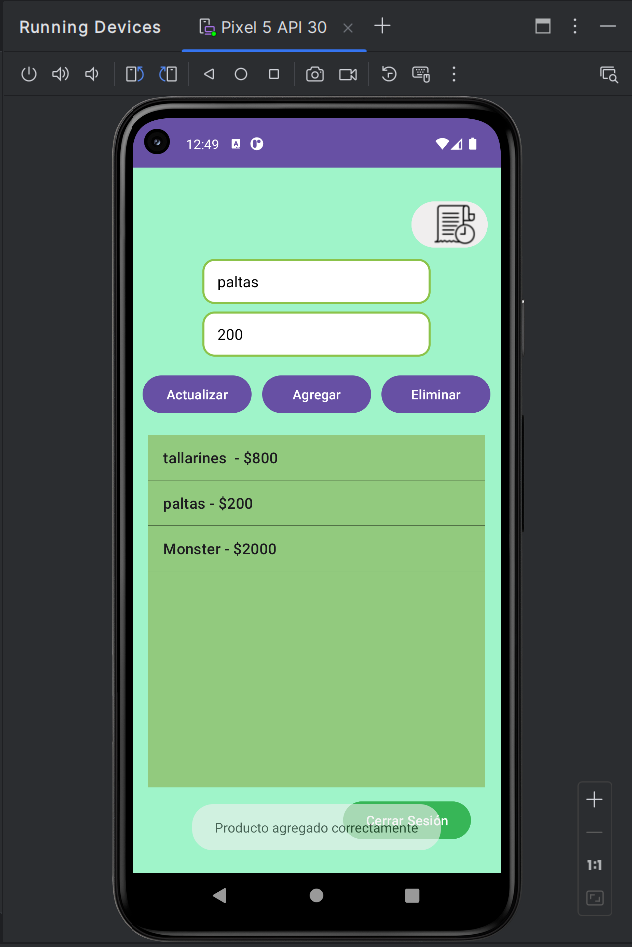 Running Devices
Pixel 5 API 30
12:49
paltas
200
Actualizar
Agregar
Eliminar
tallarines  - $800
paltas - $200
Monster - $2000
Cerrar Sesión
Producto agregado correctamente
1:1